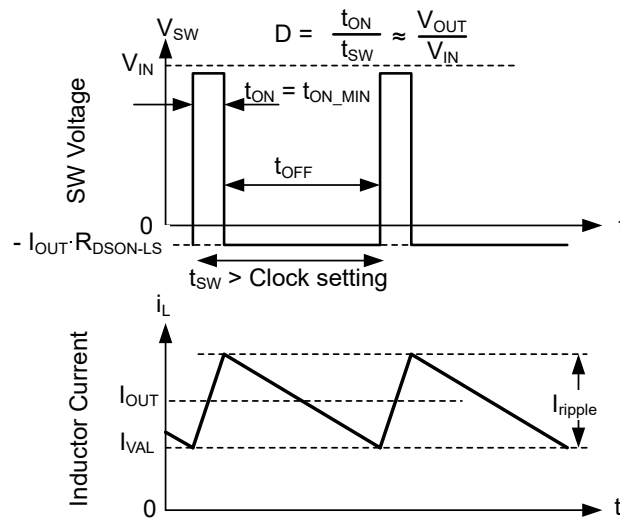 V_SW
D = t_ON / t_SW ≈ V_OUT / V_IN
V_IN
t_ON = t_ON_MIN
SW Voltage
t_OFF
0
t
- I_OUT·R_DSON-LS
t_SW > Clock setting
i_L
Inductor Current
I_OUT
I_ripple
I_VAL
0
t